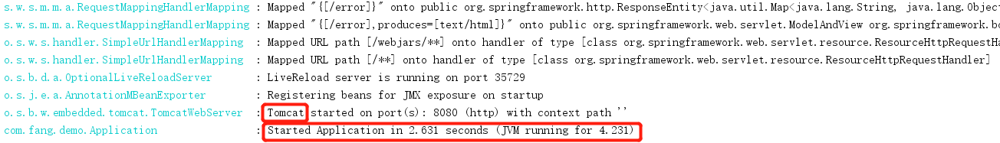 s.w.s.m.m.a.RequestMappingHandlerMapping : Mapped "{[/error]}" onto public org.springframework.http.ResponseEntity<java.util.Map<java.lang.String, java.lang.Objec
s.w.s.m.m.a.RequestMappingHandlerMapping : Mapped "{[/error],produces=[text/html]}" onto public org.springframework.web.servlet.ModelAndView org.springframework.bo
o.s.w.s.handler.SimpleUrlHandlerMapping : Mapped URL path [/webjars/**] onto handler of type [class org.springframework.web.servlet.resource.ResourceHttpRequestHa
o.s.w.s.handler.SimpleUrlHandlerMapping : Mapped URL path [/**] onto handler of type [class org.springframework.web.servlet.resource.ResourceHttpRequestHandler]
o.s.b.d.a.OptionalLiveReloadServer : LiveReload server is running on port 35729
o.s.j.e.a.AnnotationMBeanExporter : Registering beans for JMX exposure on startup
o.s.b.w.embedded.tomcat.TomcatWebServer : Tomcat started on port(s): 8080 (http) with context path ''
com.fang.demo.Application : Started Application in 2.631 seconds (JVM running for 4.231)